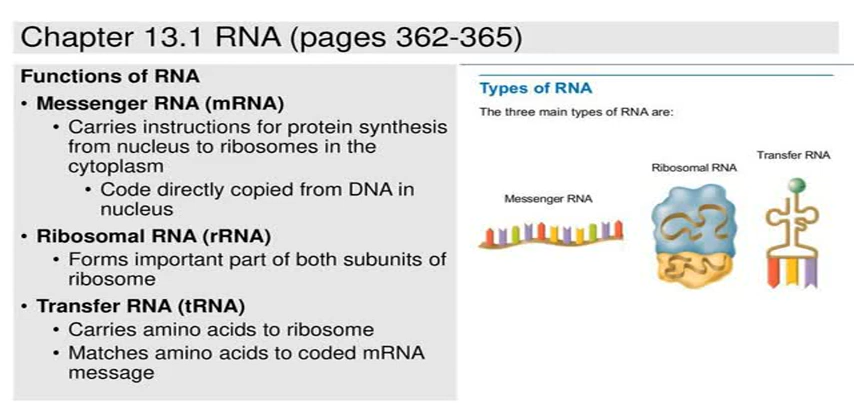 Chapter 13.1 RNA (pages 362-365)
Functions of RNA
• Messenger RNA (mRNA)
• Carries instructions for protein synthesis
from nucleus to ribosomes in the
cytoplasm
• Code directly copied from DNA in
nucleus
• Ribosomal RNA (rRNA)
• Forms important part of both subunits of
ribosome
• Transfer RNA (tRNA)
• Carries amino acids to ribosome
• Matches amino acids to coded mRNA
message
Types of RNA
The three main types of RNA are:
Messenger RNA
Ribosomal RNA
Transfer RNA